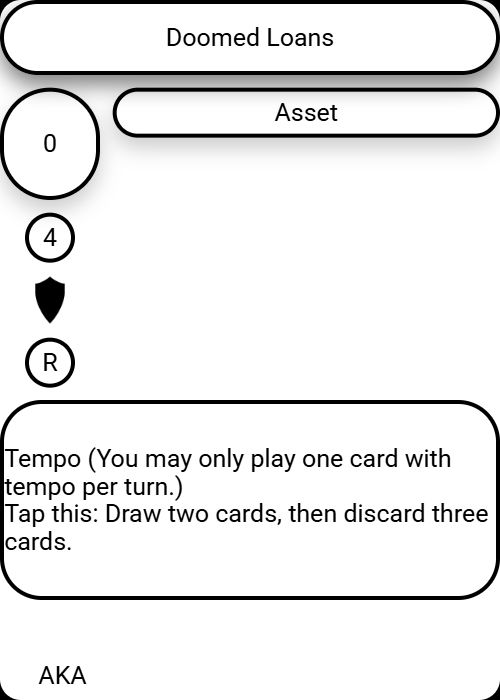 Doomed Loans
0
Asset
4
R
Tempo (You may only play one card with
tempo per turn.)
Tap this: Draw two cards, then discard three
cards.
AKA